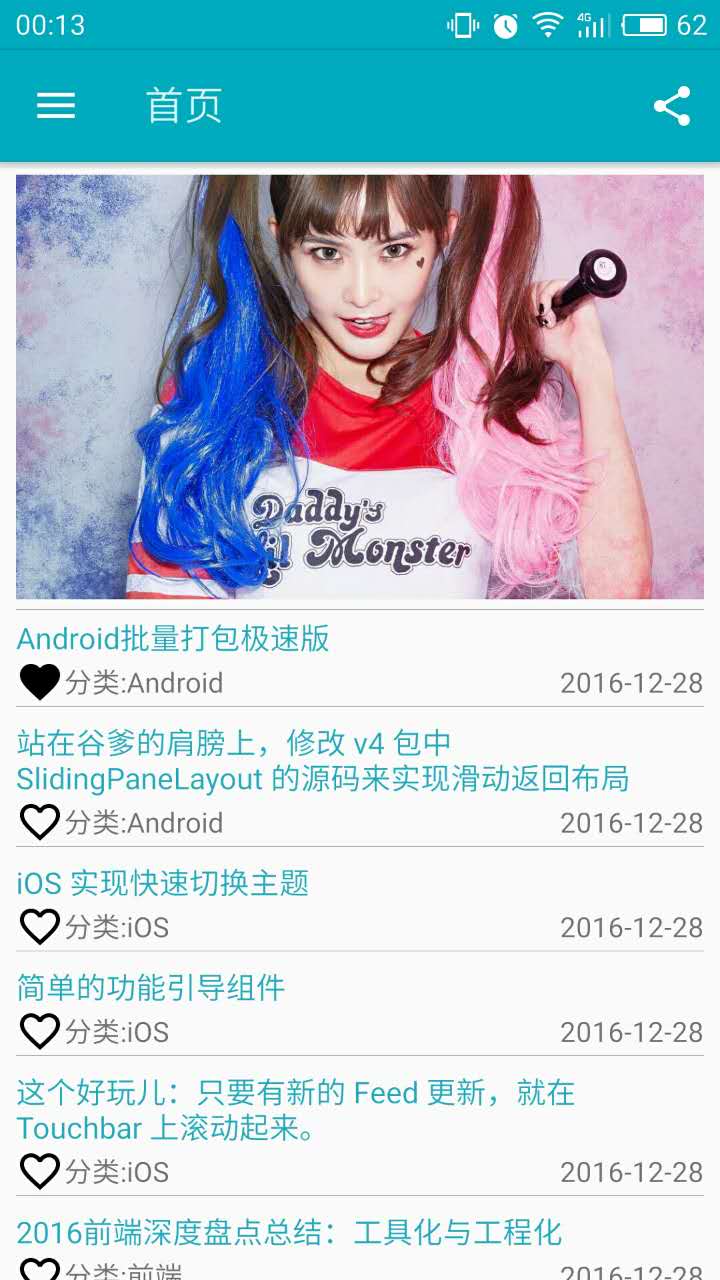 00:13
4G
62
首页
Daddy's
Lil Monster
Android批量打包极速版
分类:Android
2016-12-28
站在谷爹的肩膀上，修改 v4 包中
SlidingPaneLayout 的源码来实现滑动返回布局
分类:Android
2016-12-28
iOS 实现快速切换主题
分类:iOS
2016-12-28
简单的功能引导组件
分类:iOS
2016-12-28
这个好玩儿：只要有新的 Feed 更新，就在
Touchbar 上滚动起来。
分类:iOS
2016-12-28
2016前端深度盘点总结：工具化与工程化
分类:前端
2016-12-28